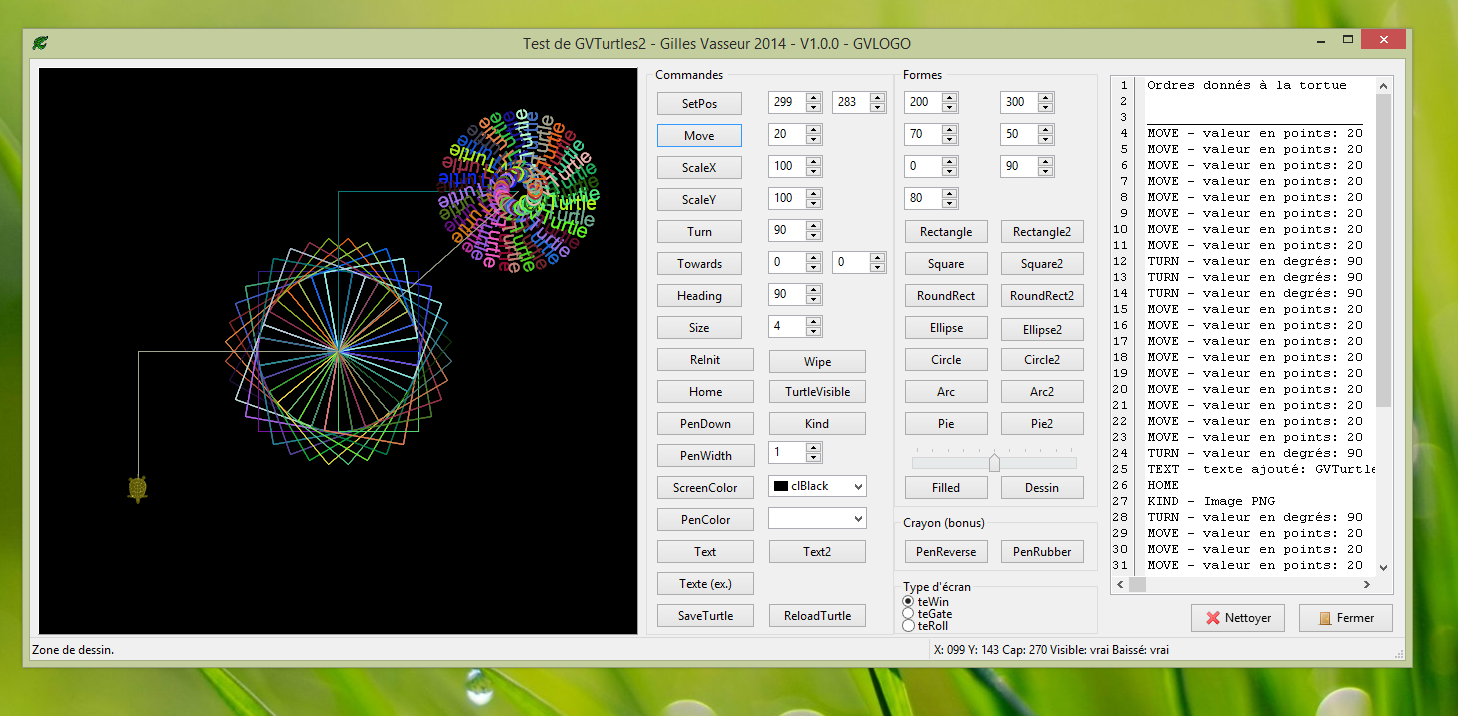 Test de GVTurtles2 - Gilles Vasseur 2014 - V1.0.0 - GVLOGO
GVTurtle
Commandes
SetPos 299 283
Move 20
ScaleX 100
ScaleY 100
Turn 90
Towards 0 0
Heading 90
Size 4
ReInit Wipe
Home TurtleVisible
PenDown Kind
PenWidth 1
ScreenColor clBlack
PenColor
Text Text2
Texte (ex.)
SaveTurtle ReloadTurtle
Formes
200 300
70 50
0 90
80
Rectangle Rectangle2
Square Square2
RoundRect RoundRect2
Ellipse Ellipse2
Circle Circle2
Arc Arc2
Pie Pie2
Filled Dessin
Crayon (bonus)
PenReverse PenRubber
Type d'écran
teWin
teGate
teRoll
1 Ordres donnés à la tortue
2
3
4 MOVE - valeur en points: 20
5 MOVE - valeur en points: 20
6 MOVE - valeur en points: 20
7 MOVE - valeur en points: 20
8 MOVE - valeur en points: 20
9 MOVE - valeur en points: 20
10 MOVE - valeur en points: 20
11 MOVE - valeur en points: 20
12 TURN - valeur en degrés: 90
13 TURN - valeur en degrés: 90
14 TURN - valeur en degrés: 90
15 MOVE - valeur en points: 20
16 MOVE - valeur en points: 20
17 MOVE - valeur en points: 20
18 MOVE - valeur en points: 20
19 MOVE - valeur en points: 20
20 MOVE - valeur en points: 20
21 MOVE - valeur en points: 20
22 MOVE - valeur en points: 20
23 MOVE - valeur en points: 20
24 TURN - valeur en degrés: 90
25 TEXT - texte ajouté: GVTurtle
26 HOME
27 KIND - Image PNG
28 TURN - valeur en degrés: 90
29 MOVE - valeur en points: 20
30 MOVE - valeur en points: 20
31 MOVE - valeur en points: 20
Nettoyer Fermer
Zone de dessin.
X: 099 Y: 143 Cap: 270 Visible: vrai Baissé: vrai